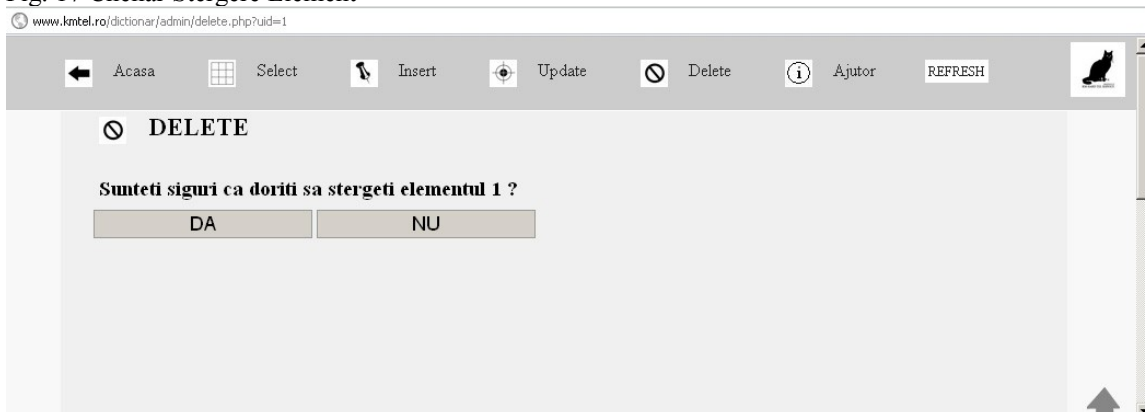 www.kmtel.ro/dictionar/admin/delete.php?uid=1
Acasa Select Insert Update Delete i Ajutor REFRESH
DELETE
Sunteti siguri ca doriti sa stergeti elementul 1 ?
DA NU